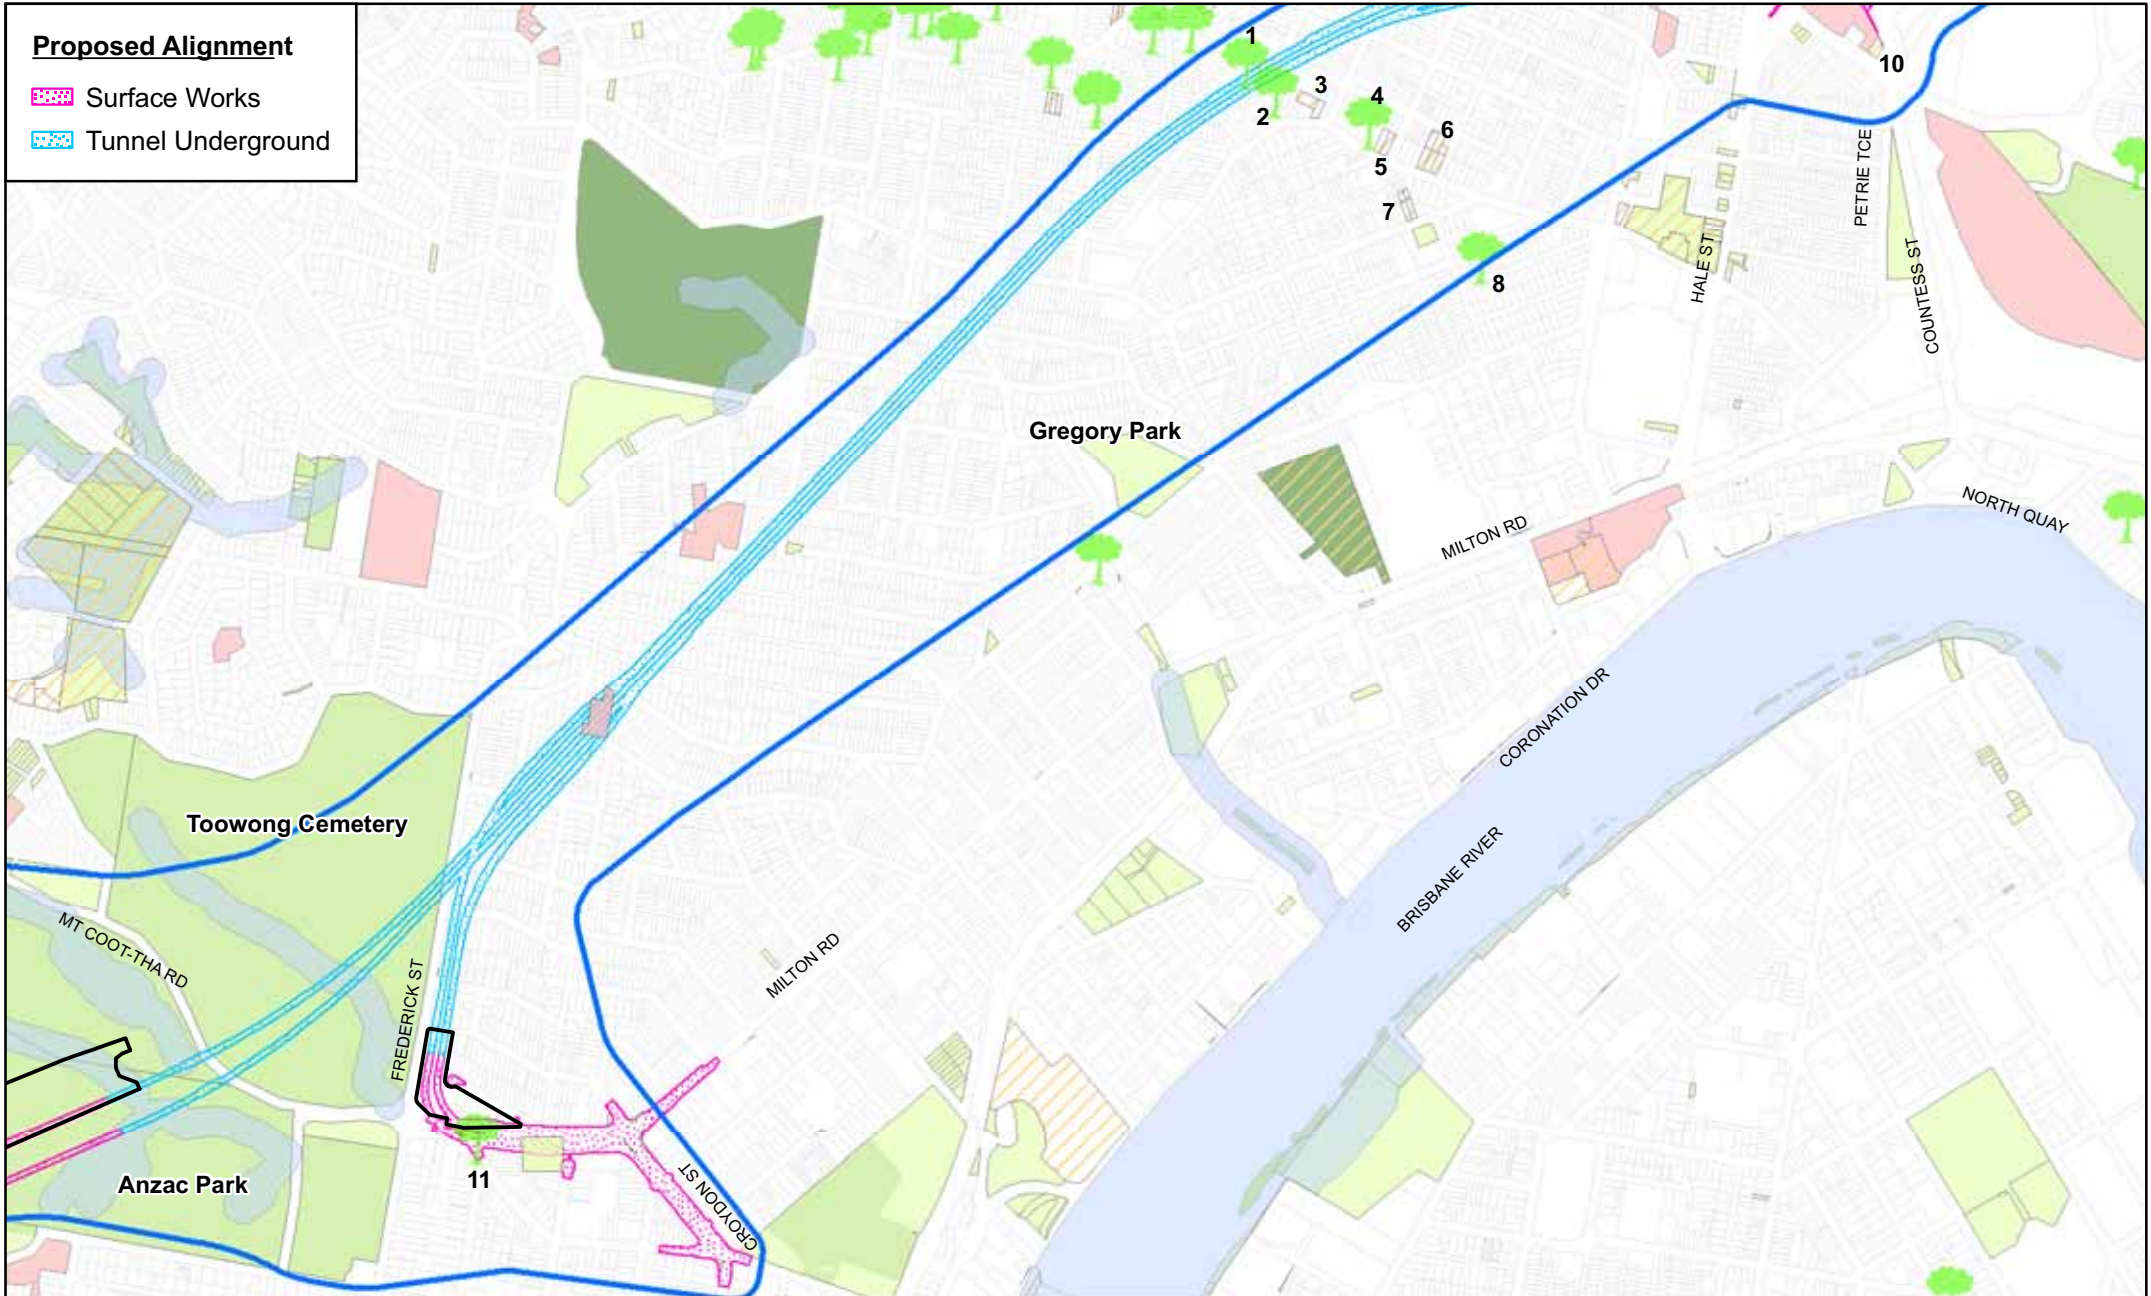 Proposed Alignment
Surface Works
Tunnel Underground
1
2
3
4
5
6
7
8
10
PETRIE TCE
COUNTESS ST
HALE ST
Gregory Park
MILTON RD
NORTH QUAY
CORONATION DR
BRISBANE RIVER
Toowong Cemetery
MT COOT-THA RD
FREDERICK ST
MILTON RD
Anzac Park
11
CROYDON ST